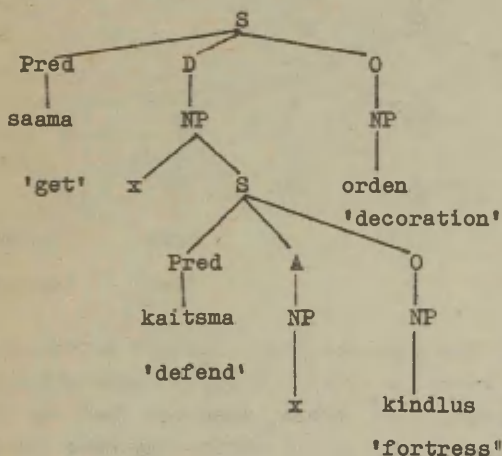 S
Pred D O
saama NP NP
'get' x S orden
'decoration'
Pred A O
kaitsma NP NP
'defend'
x kindlus
'fortress"